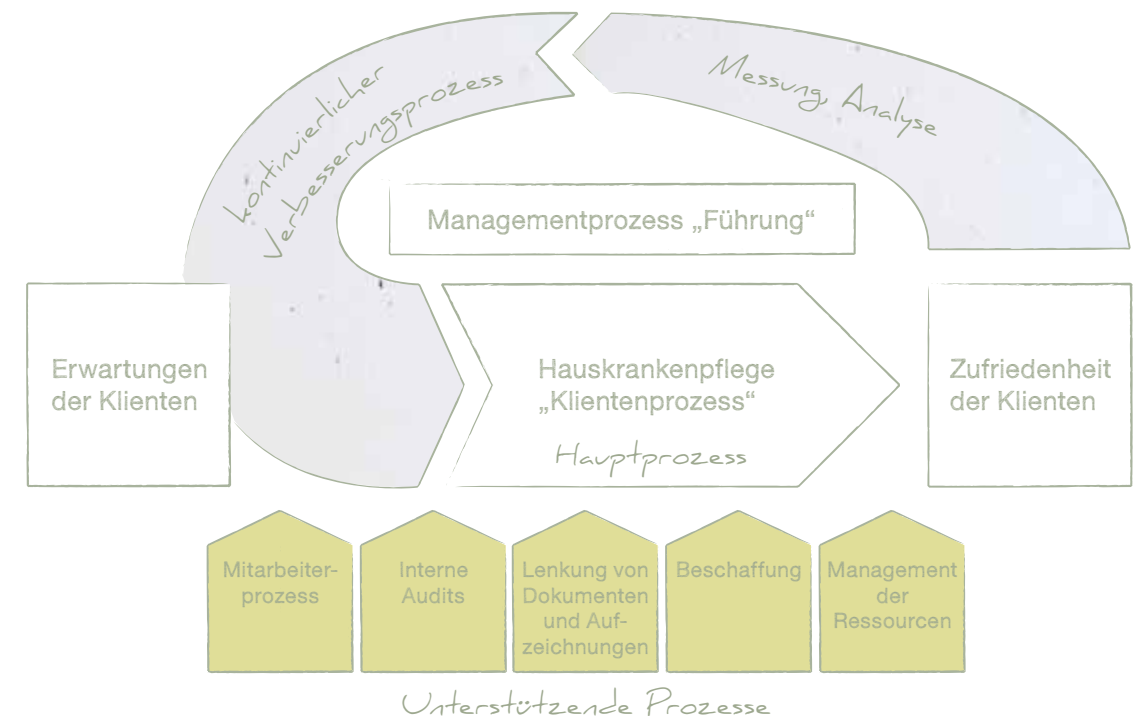 kontinuierlicher
Verbesserungsprozess
Messung, Analyse
Managementprozess „Führung“
Erwartungen
der Klienten
Hauskrankenpflege
„Klientenprozess“
Hauptprozess
Zufriedenheit
der Klienten
Mitarbeiter-
prozess
Interne
Audits
Lenkung von
Dokumenten
und Auf-
zeichnungen
Beschaffung
Management
der
Ressourcen
Unterstützende Prozesse